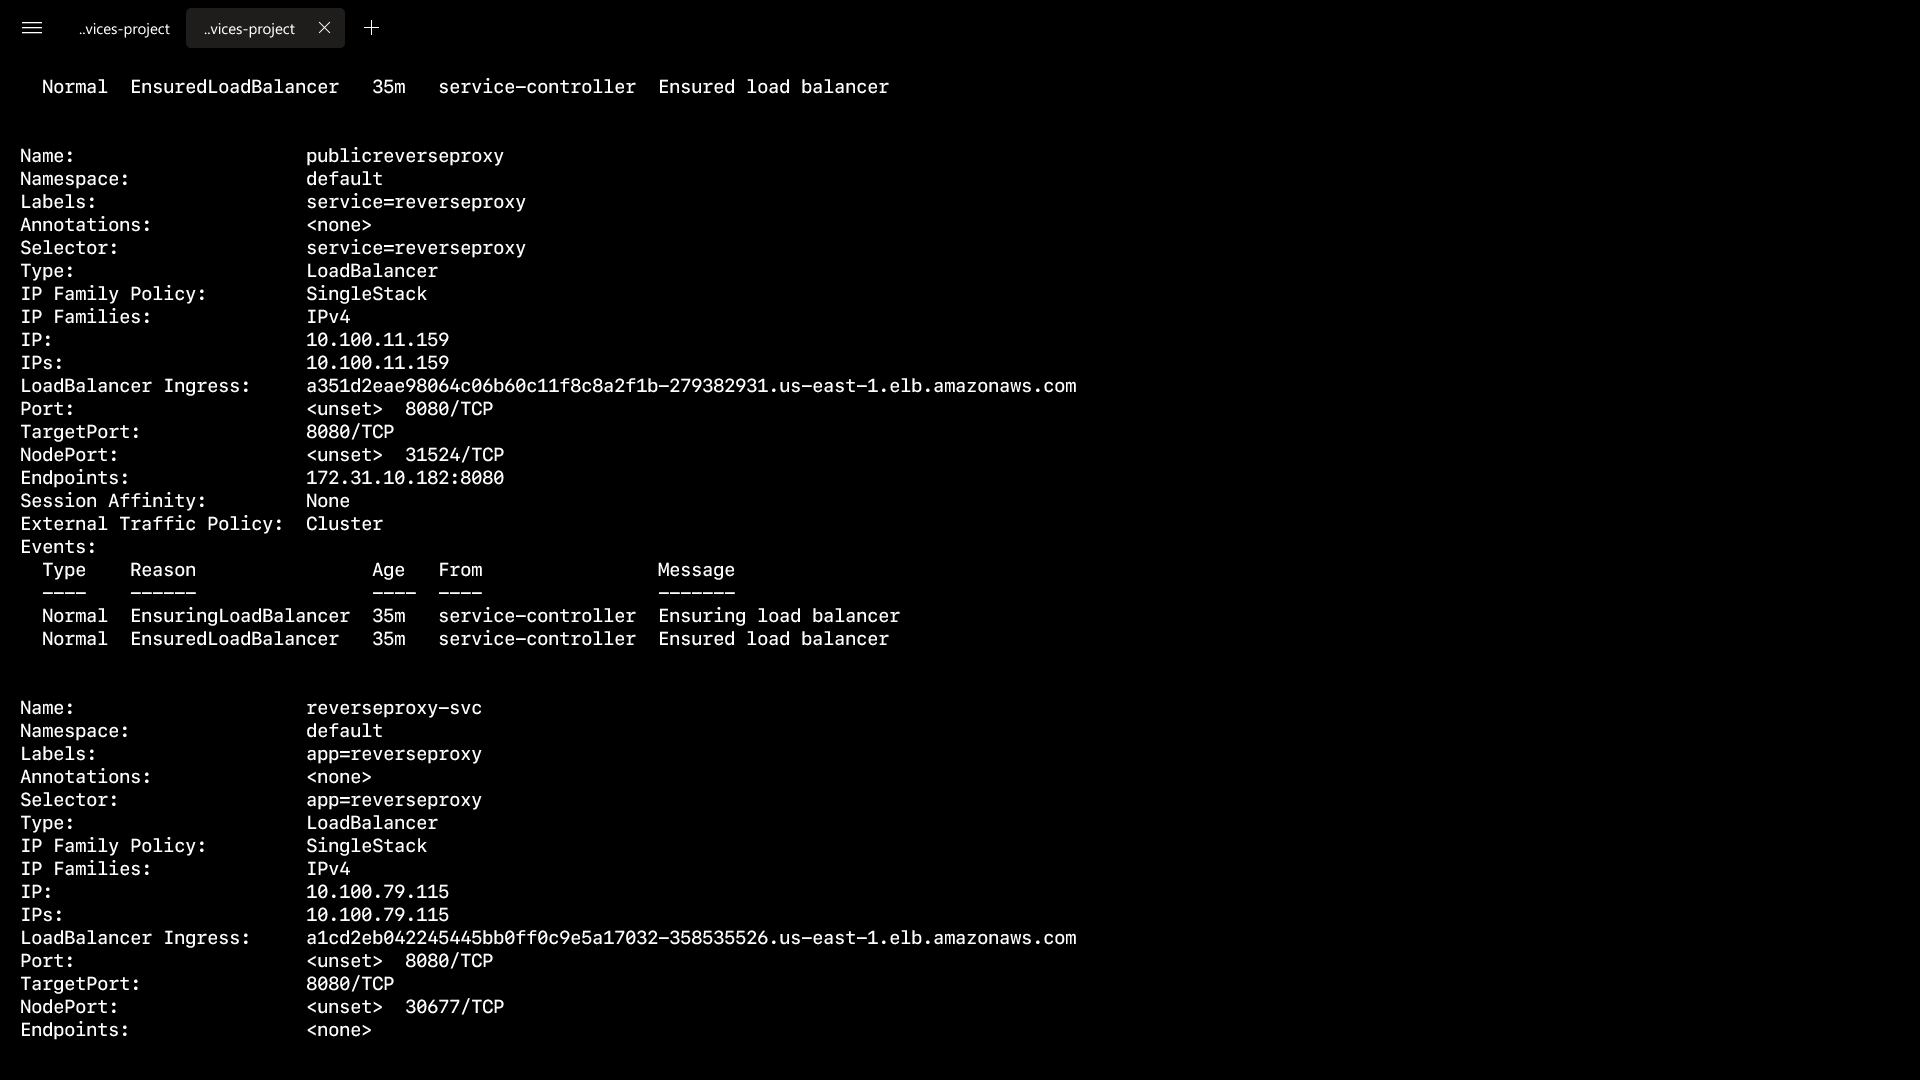 ..vices-project ..vices-project
Normal EnsuredLoadBalancer 35m service-controller Ensured load balancer
Name: publicreverseproxy
Namespace: default
Labels: service=reverseproxy
Annotations: <none>
Selector: service=reverseproxy
Type: LoadBalancer
IP Family Policy: SingleStack
IP Families: IPv4
IP: 10.100.11.159
IPs: 10.100.11.159
LoadBalancer Ingress: a351d2eae98064c06b60c11f8c8a2f1b-279382931.us-east-1.elb.amazonaws.com
Port: <unset> 8080/TCP
TargetPort: 8080/TCP
NodePort: <unset> 31524/TCP
Endpoints: 172.31.10.182:8080
Session Affinity: None
External Traffic Policy: Cluster
Events:
Type Reason Age From Message
---- ------ ---- ---- -------
Normal EnsuringLoadBalancer 35m service-controller Ensuring load balancer
Normal EnsuredLoadBalancer 35m service-controller Ensured load balancer
Name: reverseproxy-svc
Namespace: default
Labels: app=reverseproxy
Annotations: <none>
Selector: app=reverseproxy
Type: LoadBalancer
IP Family Policy: SingleStack
IP Families: IPv4
IP: 10.100.79.115
IPs: 10.100.79.115
LoadBalancer Ingress: a1cd2eb042245445bb0ff0c9e5a17032-358535526.us-east-1.elb.amazonaws.com
Port: <unset> 8080/TCP
TargetPort: 8080/TCP
NodePort: <unset> 30677/TCP
Endpoints: <none>